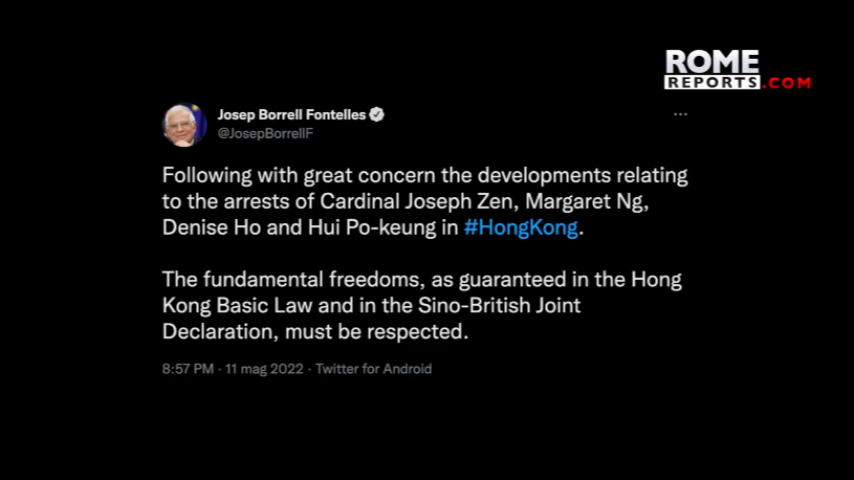 ROME
REPORTS.COM
Josep Borrell Fontelles
@JosepBorrellF
Following with great concern the developments relating
to the arrests of Cardinal Joseph Zen, Margaret Ng,
Denise Ho and Hui Po-keung in #HongKong.
The fundamental freedoms, as guaranteed in the Hong
Kong Basic Law and in the Sino-British Joint
Declaration, must be respected.
8:57 PM · 11 mag 2022 · Twitter for Android